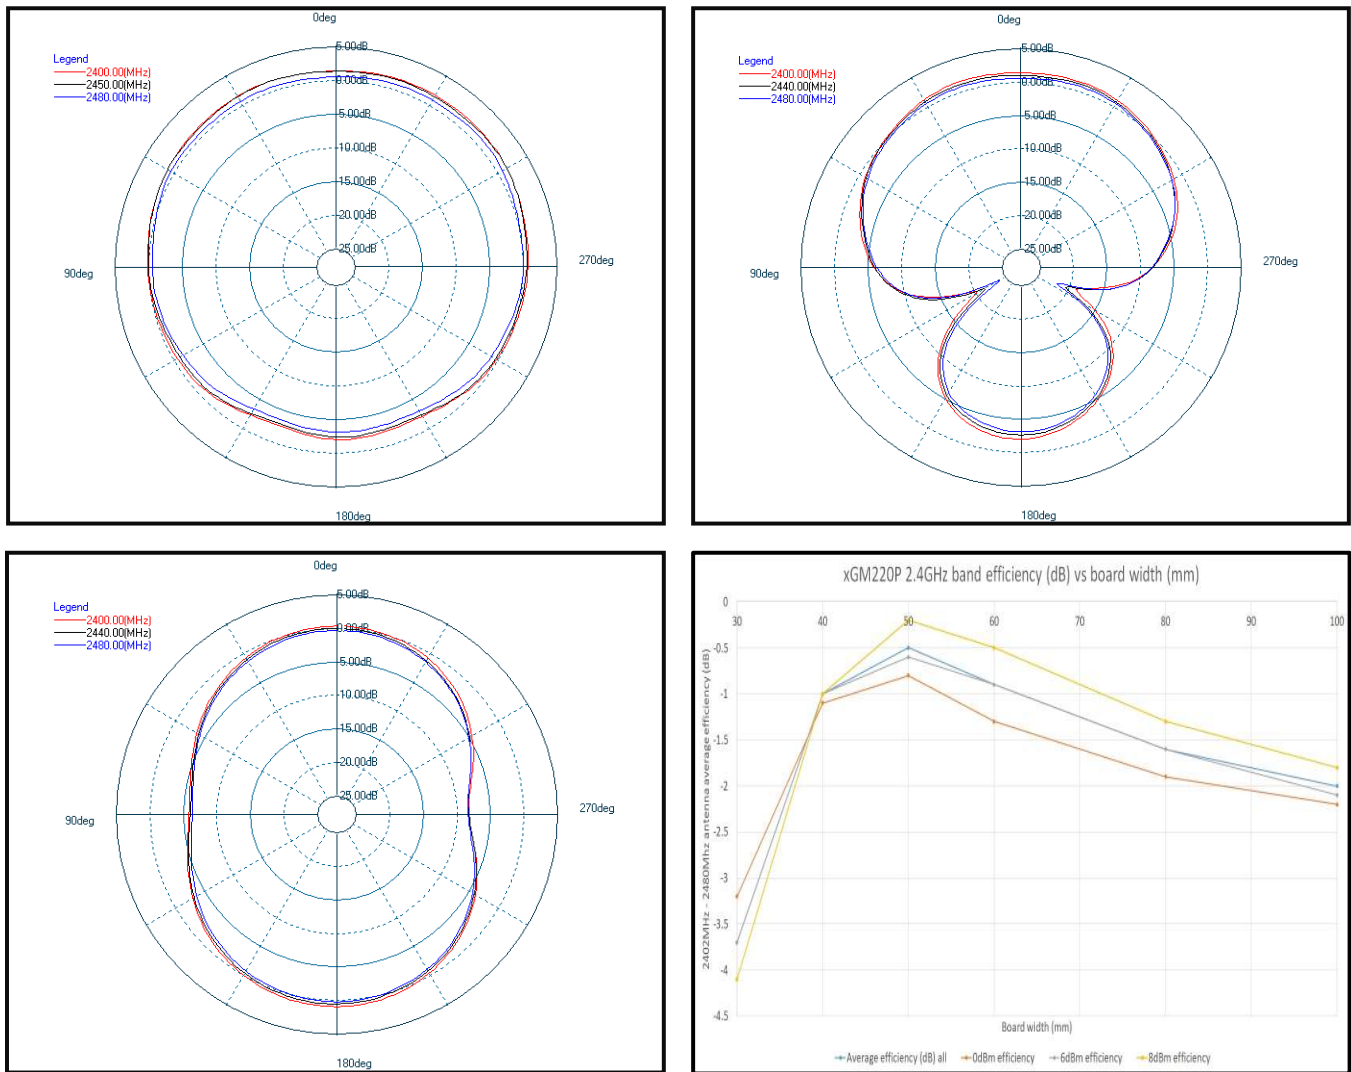 0deg
5.00dB
Legend
2400.00(MHz)
0.00dB
2450.00(MHz)
2480.00(MHz)
5.00dB
10.00dB
15.00dB
20.00dB
25.00dB
90deg
270deg
180deg
0deg
5.00dB
Legend
2400.00(MHz)
0.00dB
2440.00(MHz)
2480.00(MHz)
5.00dB
10.00dB
15.00dB
20.00dB
25.00dB
90deg
270deg
180deg
0deg
5.00dB
Legend
2400.00(MHz)
0.00dB
2440.00(MHz)
2480.00(MHz)
5.00dB
10.00dB
15.00dB
20.00dB
25.00dB
90deg
270deg
180deg
xGM220P 2.4GHz band efficiency (dB) vs board width (mm)
0
30 40 50 60 70 80 90 100
-0.5
-1
-1.5
-2
-2.5
-3
-3.5
-4
-4.5
2402MHz - 2480Mhz antenna average efficiency (dB)
Board width (mm)
Average efficiency (dB) all 0dBm efficiency 6dBm efficiency 8dBm efficiency